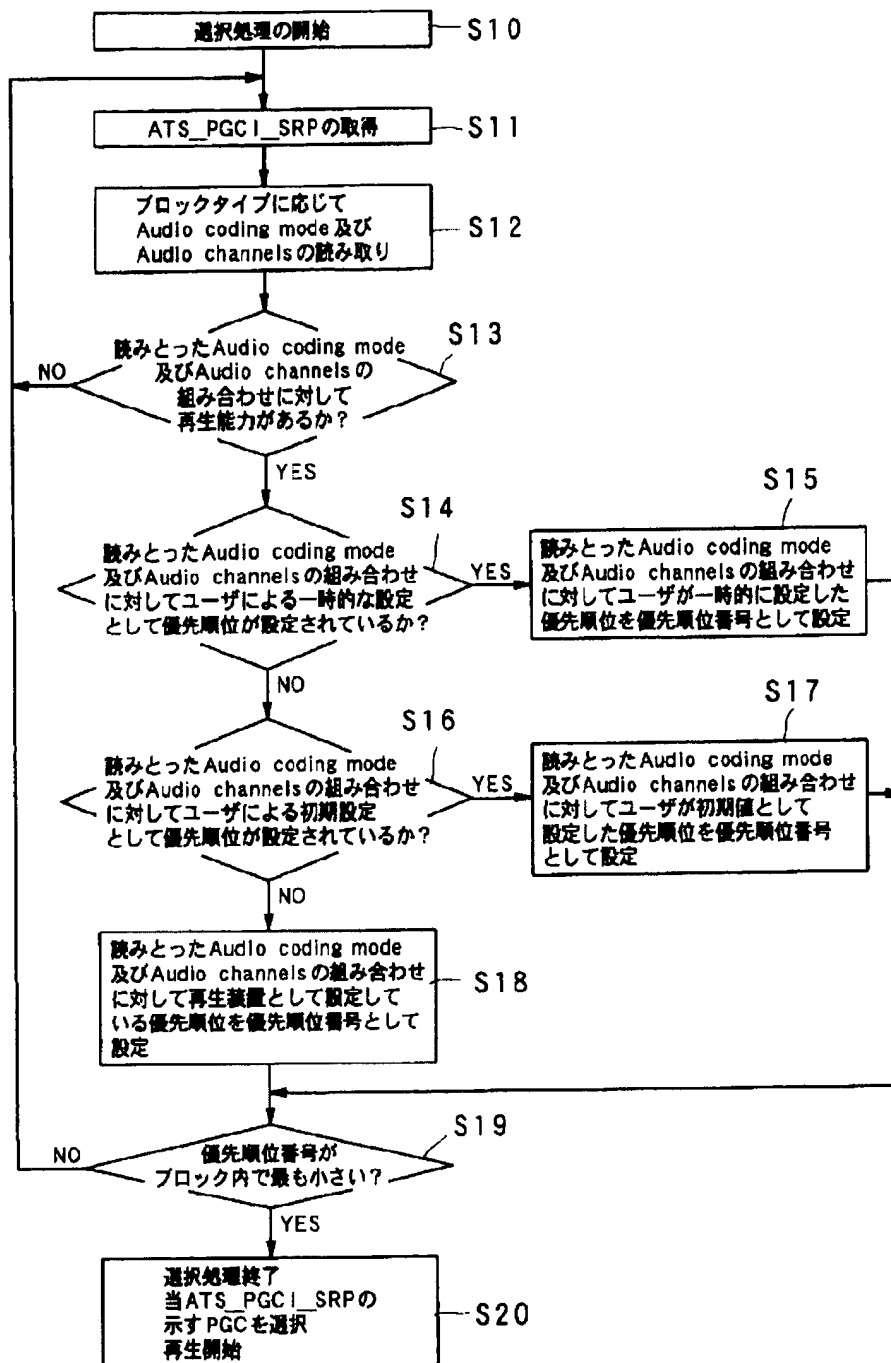 選択処理の開始
S10
ATS_PGCI_SRPの取得
S11
ブロックタイプに応じて
Audio coding mode及び
Audio channelsの読み取り
S12
S13
読みとったAudio coding mode
及びAudio channelsの
組み合わせに対して
再生能力があるか?
NO
YES
S14
読みとったAudio coding mode
及びAudio channelsの組み合わせ
に対してユーザによる一時的な設定
として優先順位が設定されているか?
YES
S15
読みとったAudio coding mode
及びAudio channelsの組み合わせ
に対してユーザが一時的に設定した
優先順位を優先順位番号として設定
NO
S16
読みとったAudio coding mode
及びAudio channelsの組み合わせ
に対してユーザによる初期設定
として優先順位が設定されているか?
YES
S17
読みとったAudio coding mode
及びAudio channelsの組み合わせ
に対してユーザが初期値として
設定した優先順位を優先順位番号
として設定
NO
読みとったAudio coding mode
及びAudio channelsの組み合わせ
に対して再生装置として設定して
いる優先順位を優先順位番号として
設定
S18
S19
優先順位番号が
ブロック内で最も小さい?
NO
YES
選択処理終了
当ATS_PGCI_SRPの
示すPGCを選択
再生開始
S20